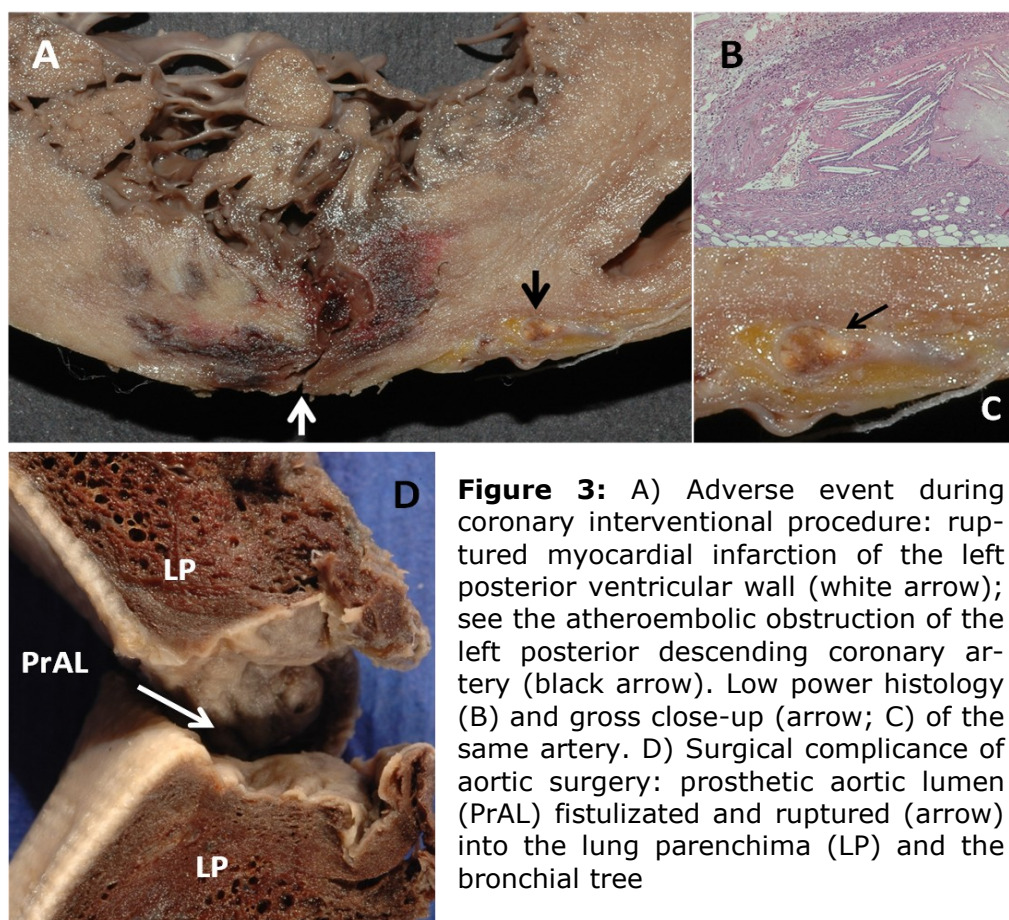 A
B
C
D
LP
PrAL
LP
Figure 3: A) Adverse event during
coronary interventional procedure: rup-
tured myocardial infarction of the left
posterior ventricular wall (white arrow);
see the atheroembolic obstruction of the
left posterior descending coronary ar-
tery (black arrow). Low power histology
(B) and gross close-up (arrow; C) of the
same artery. D) Surgical complicance of
aortic surgery: prosthetic aortic lumen
(PrAL) fistulizated and ruptured (arrow)
into the lung parenchima (LP) and the
bronchial tree